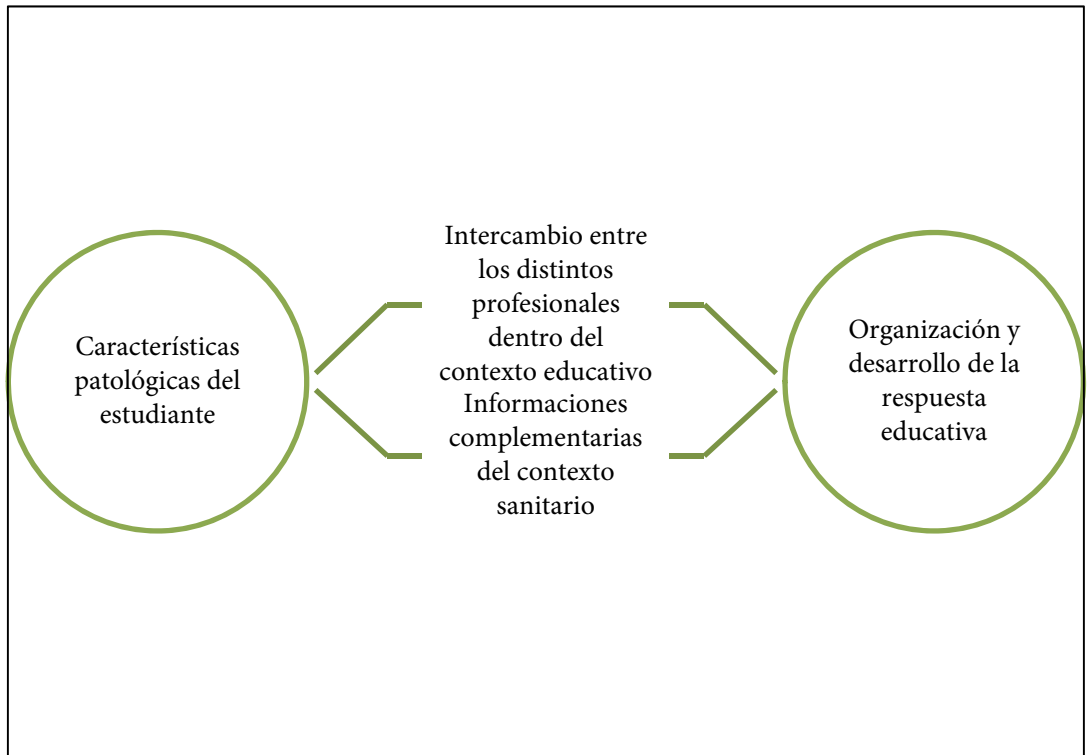 Características
patológicas del
estudiante
Intercambio entre
los distintos
profesionales
dentro del
contexto educativo
Informaciones
complementarias
del contexto
sanitario
Organización y
desarrollo de la
respuesta
educativa